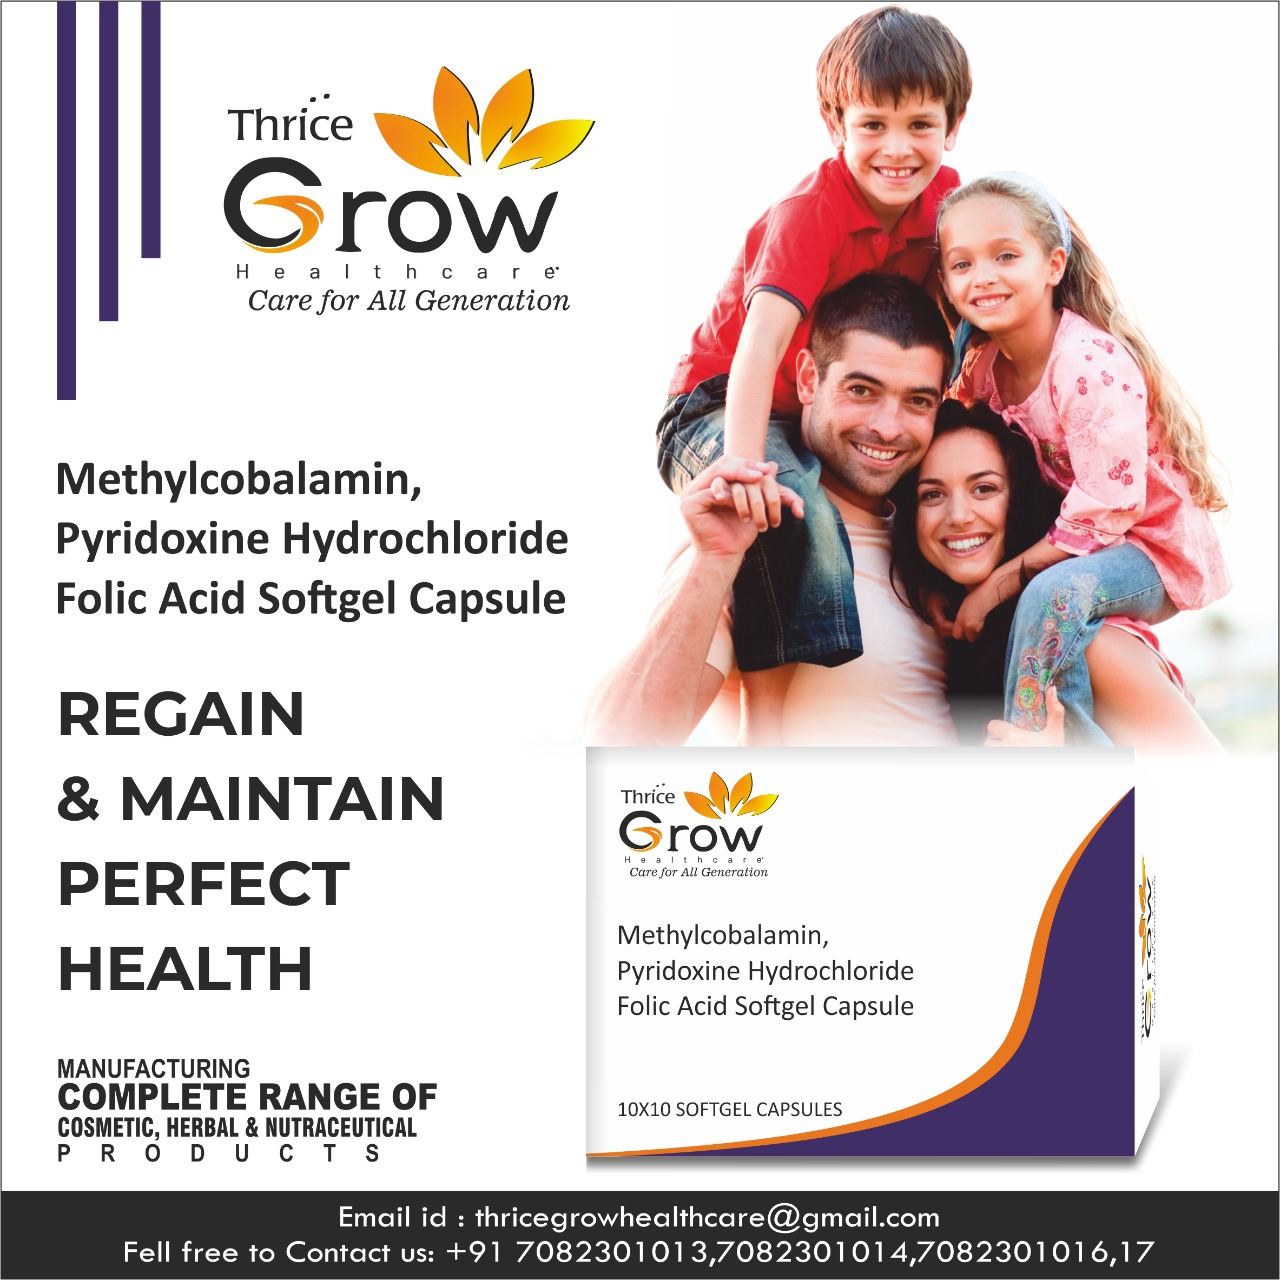 Thrice
Grow
Healthcare
Care for All Generation
Methylcobalamin,
Pyridoxine Hydrochloride
Folic Acid Softgel Capsule
REGAIN
& MAINTAIN
PERFECT
HEALTH
MANUFACTURING
COMPLETE RANGE OF
COSMETIC, HERBAL & NUTRACEUTICAL
PRODUCTS
Thrice
Grow
Healthcare
Care for All Generation
Methylcobalamin,
Pyridoxine Hydrochloride
Folic Acid Softgel Capsule
10X10 SOFTGEL CAPSULES
Thrice
Grow
Email id : thricegrowhealthcare@gmail.com
Fell free to Contact us: +91 7082301013,7082301014,7082301016,17